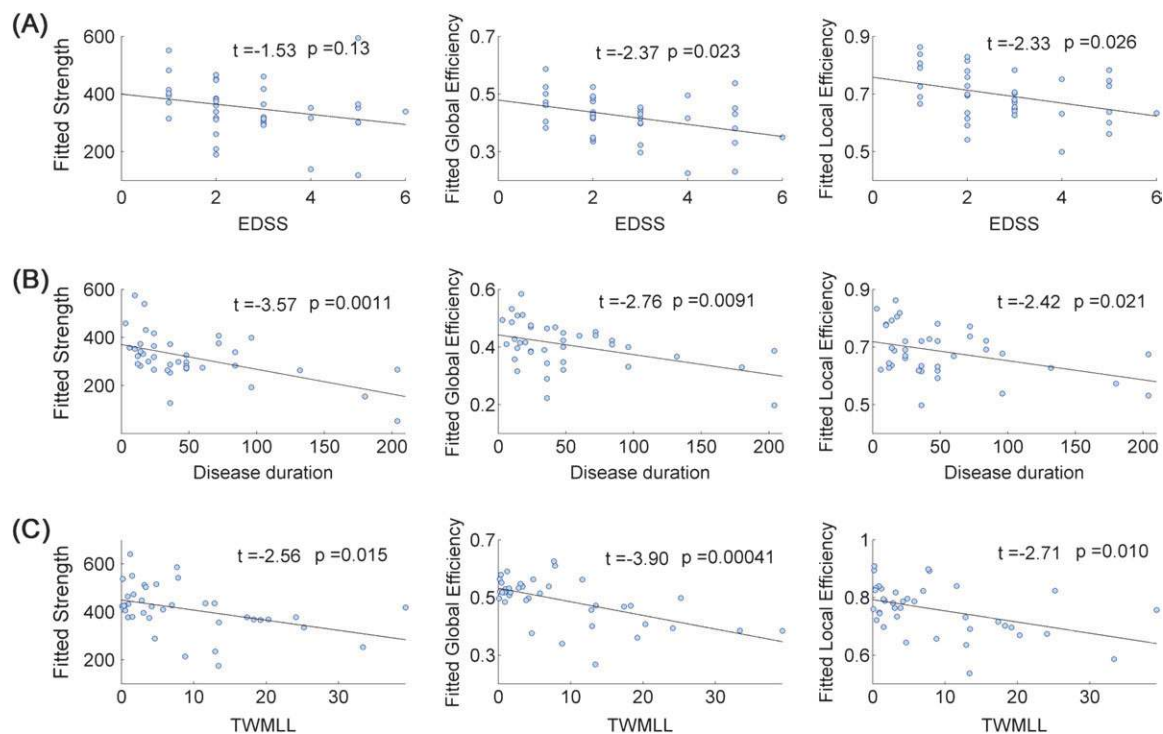 (A)
t=-1.53 p=0.13
Fitted Strength
600
400
200
0 2 4 6
EDSS
t=-2.37 p=0.023
Fitted Global Efficiency
0.7
0.5
0.3
0 2 4 6
EDSS
t=-2.33 p=0.026
Fitted Local Efficiency
0.9
0.7
0.5
0 2 4 6
EDSS
(B)
t=-3.57 p=0.0011
Fitted Strength
600
400
200
0 50 100 150 200
Disease duration
t=-2.76 p=0.0091
Fitted Global Efficiency
0.6
0.4
0.2
0 50 100 150 200
Disease duration
t=-2.42 p=0.021
Fitted Local Efficiency
0.9
0.7
0.5
0 50 100 150 200
Disease duration
(C)
t=-2.56 p=0.015
Fitted Strength
600
400
200
0 10 20 30
TWMLL
t=-3.90 p=0.00041
Fitted Global Efficiency
0.7
0.5
0.3
0 10 20 30
TWMLL
t=-2.71 p=0.010
Fitted Local Efficiency
1
0.8
0.6
0 10 20 30
TWMLL